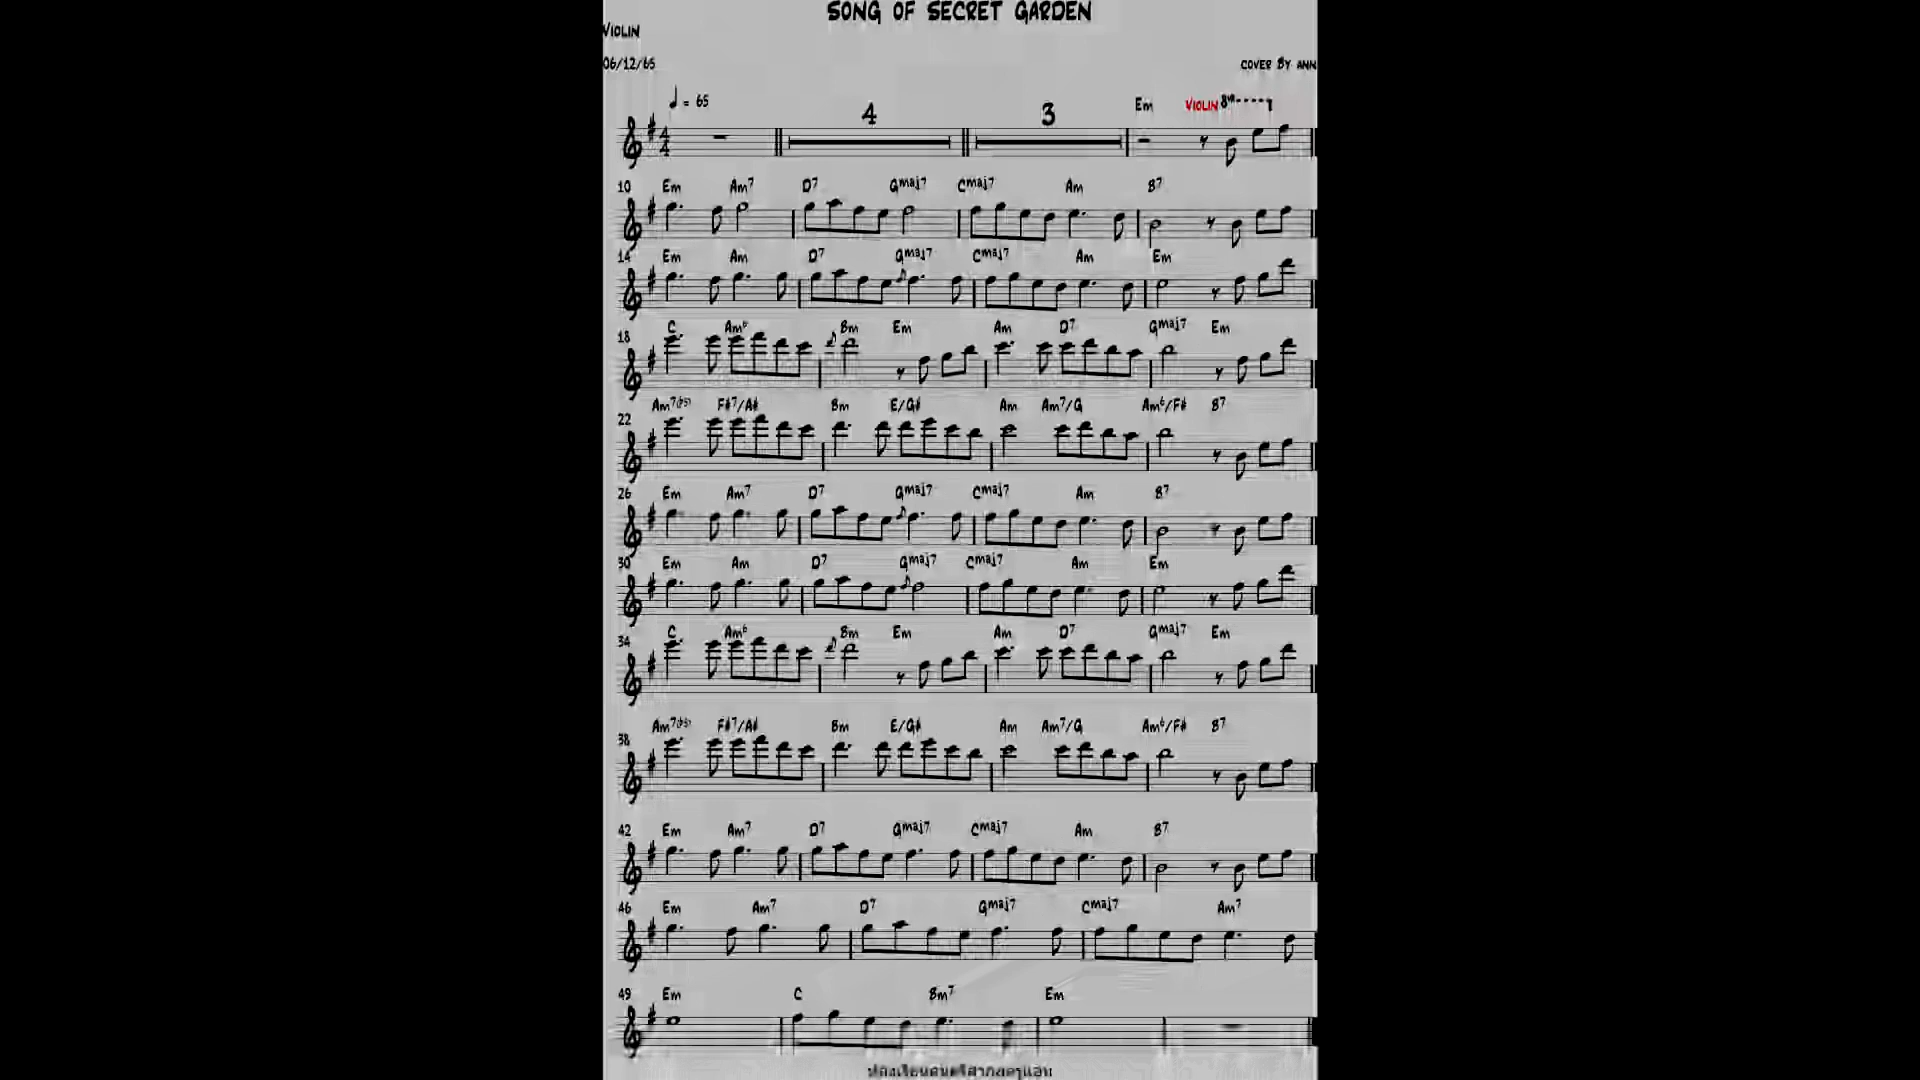 SONG OF SECRET GARDEN
VIOLIN
06/12/65
COVER BY ANN
♩ = 65
4 3 Em VIOLIN 8va
10 Em Am7 D7 Gmaj7 Cmaj7 Am B7
14 Em Am D7 Gmaj7 Cmaj7 Am Em
18 C Am6 Bm Em Am D7 Gmaj7 Em
22 Am7(b5) F#7/A# Bm E/G# Am Am7/G Am6/F# B7
26 Em Am7 D7 Gmaj7 Cmaj7 Am B7
30 Em Am D7 Gmaj7 Cmaj7 Am Em
34 C Am6 Bm Em Am D7 Gmaj7 Em
38 Am7(b5) F#7/A# Bm E/G# Am Am7/G Am6/F# B7
42 Em Am7 D7 Gmaj7 Cmaj7 Am B7
46 Em Am7 D7 Gmaj7 Cmaj7 Am7
49 Em C Bm7 Em